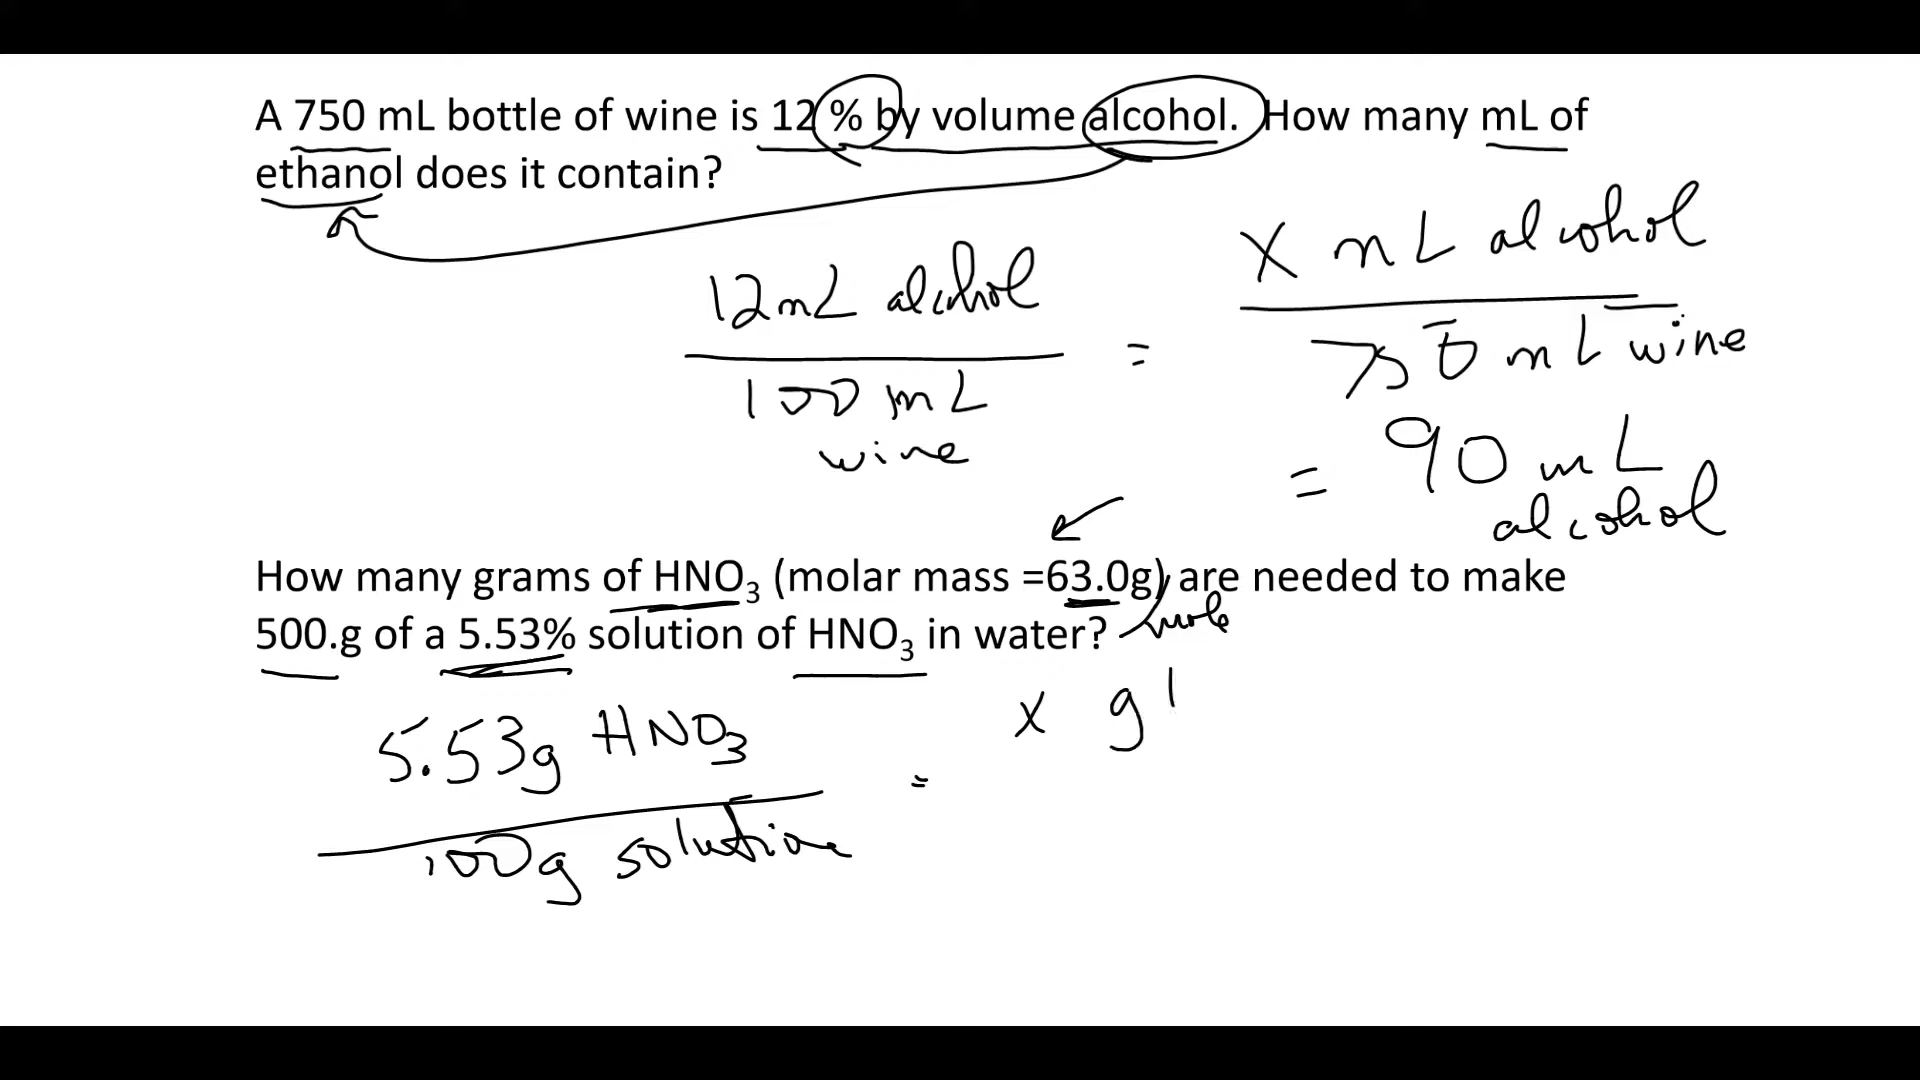 A 750 mL bottle of wine is 12 % by volume alcohol. How many mL of
ethanol does it contain?
12 mL alcohol
100 mL
wine
=
x mL alcohol
750 mL wine
= 90 mL
alcohol
How many grams of HNO₃ (molar mass =63.0g) are needed to make
/mole
500.g of a 5.53% solution of HNO₃ in water?
5.53g HNO₃
100g solution
=
x g